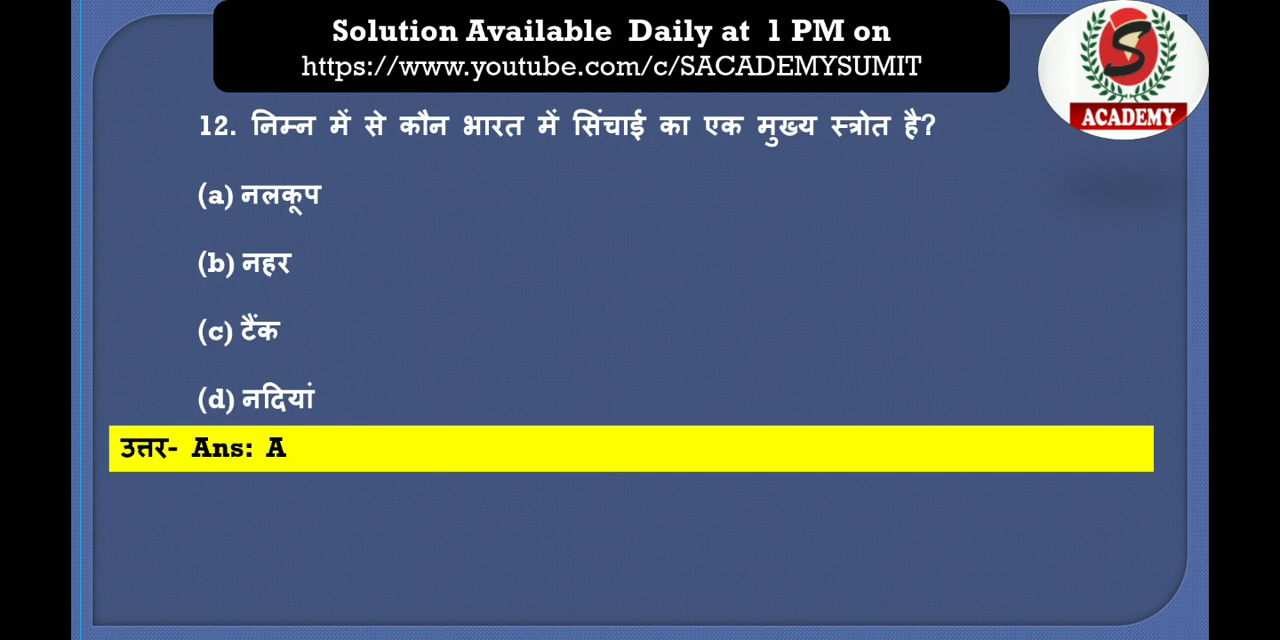 Solution Available Daily at 1 PM on
https://www.youtube.com/c/SACADEMYSUMIT
S
ACADEMY
12. निम्न में से कौन भारत में सिंचाई का एक मुख्य स्त्रोत है?
(a) नलकूप
(b) नहर
(c) टैंक
(d) नदियां
उत्तर- Ans: A